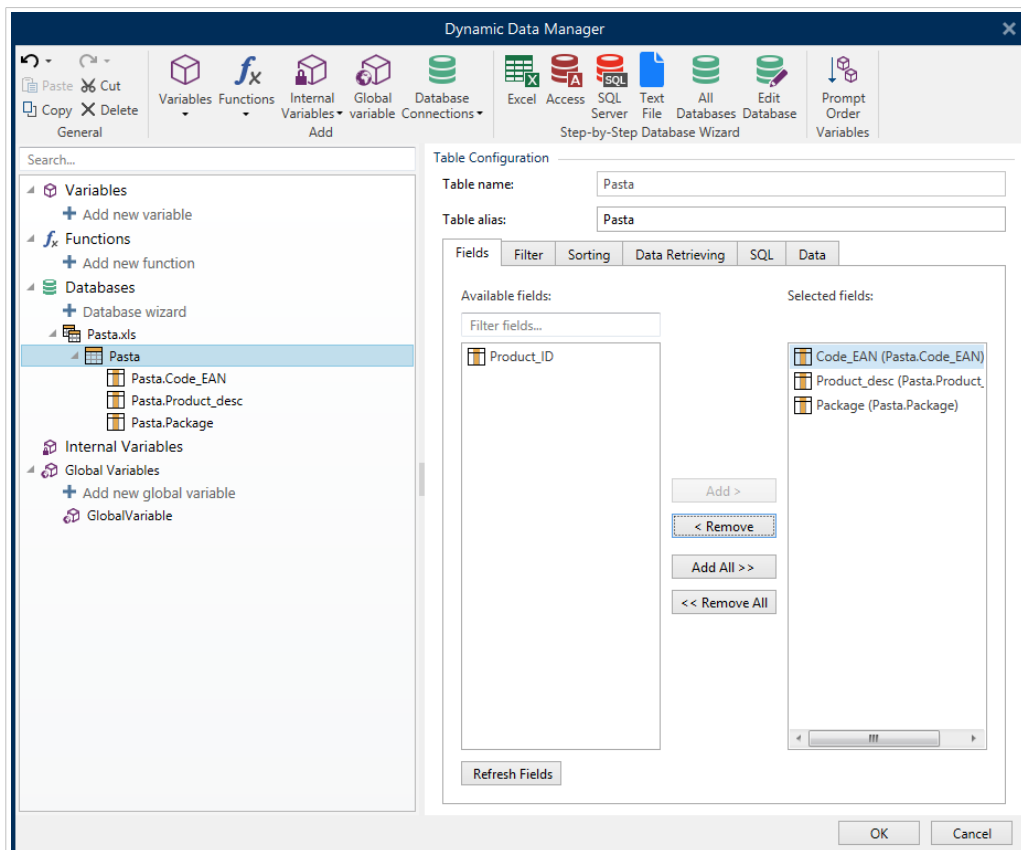 Dynamic Data Manager
Paste Cut
Copy Delete
General
Variables Functions Internal Variables Global variable Database Connections
Add
Excel Access SQL Server Text File All Databases Edit Database
Step-by-Step Database Wizard
Prompt Order
Variables
Search...
Variables
Add new variable
Functions
Add new function
Databases
Database wizard
Pasta.xls
Pasta
Pasta.Code_EAN
Pasta.Product_desc
Pasta.Package
Internal Variables
Global Variables
Add new global variable
GlobalVariable
Table Configuration
Table name: Pasta
Table alias: Pasta
Fields Filter Sorting Data Retrieving SQL Data
Available fields:
Filter fields...
Product_ID
Add >
< Remove
Add All >>
<< Remove All
Selected fields:
Code_EAN (Pasta.Code_EAN)
Product_desc (Pasta.Product_
Package (Pasta.Package)
Refresh Fields
OK Cancel